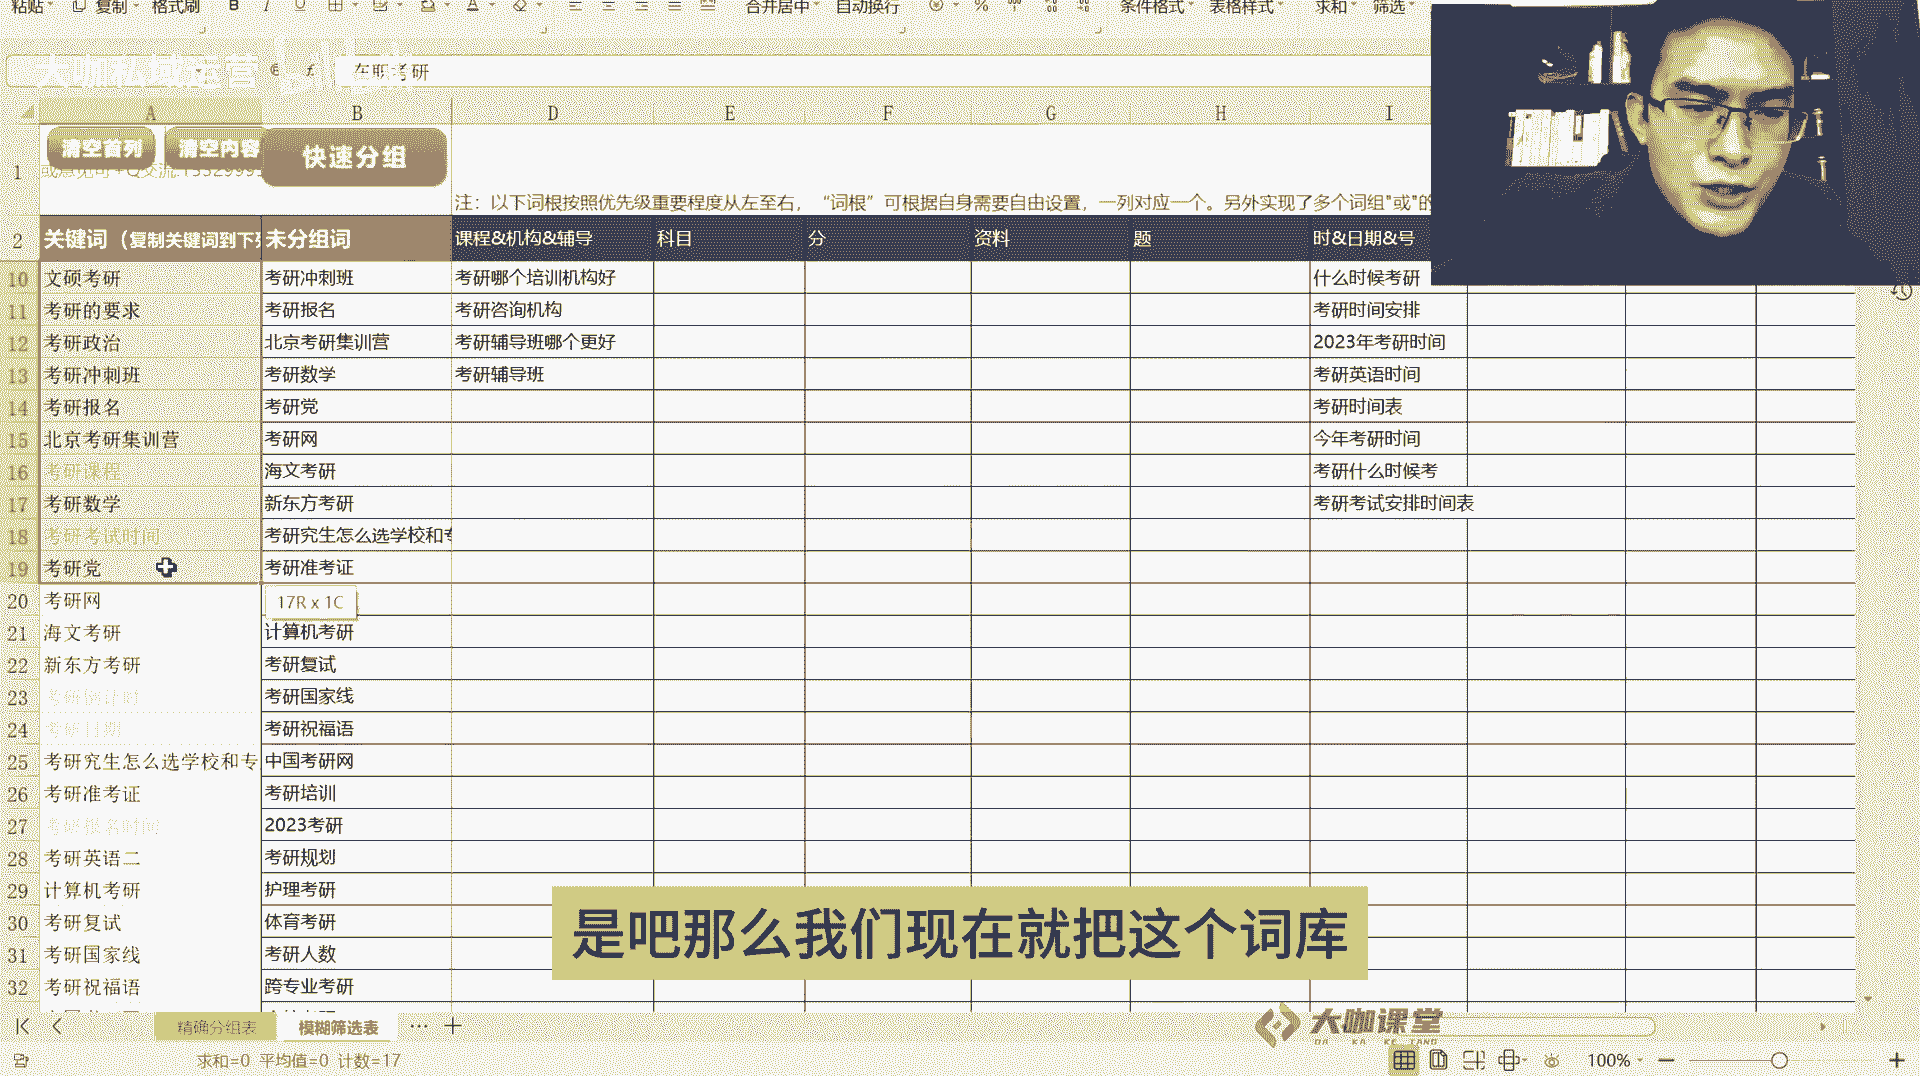 粘贴 复制 格式刷 B I U A 合并居中 自动换行 % 条件格式 表格样式 求和 筛选
大咖私域运营
在职考研
A B D E F G H I
清空首列 清空内容 快速分组
1
注：以下词根按照优先级重要程度从左至右，“词根”可根据自身需要自由设置，一列对应一个。另外实现了多个词组"或"的
2 关键词（复制关键词到下列 未分组词 课程&机构&辅导 科目 分 资料 题 时&日期&号
10 文硕考研 考研冲刺班 考研哪个培训机构好 什么时候考研
11 考研的要求 考研报名 考研咨询机构 考研时间安排
12 考研政治 北京考研集训营 考研辅导班哪个更好 2023年考研时间
13 考研冲刺班 考研数学 考研辅导班 考研英语时间
14 考研报名 考研党 考研时间表
15 北京考研集训营 考研网 今年考研时间
16 考研课程 海文考研 考研什么时候考
17 考研数学 新东方考研 考研考试安排时间表
18 考研考试时间 考研究生怎么选学校和专
19 考研党 考研准考证
20 考研网 17R x 1C
21 海文考研 计算机考研
22 新东方考研 考研复试
23 考研倒计时 考研国家线
24 考研日期 考研祝福语
25 考研究生怎么选学校和专 中国考研网
26 考研准考证 考研培训
27 考研报名时间 2023考研
28 考研英语二 考研规划
29 计算机考研 护理考研
30 考研复试 体育考研
31 考研国家线 考研人数
32 考研祝福语 跨专业考研
是吧那么我们现在就把这个词库
精确分组表 模糊筛选表 ··· +
大咖课堂
DA KA KE TANG
求和=0 平均值=0 计数=17 100%